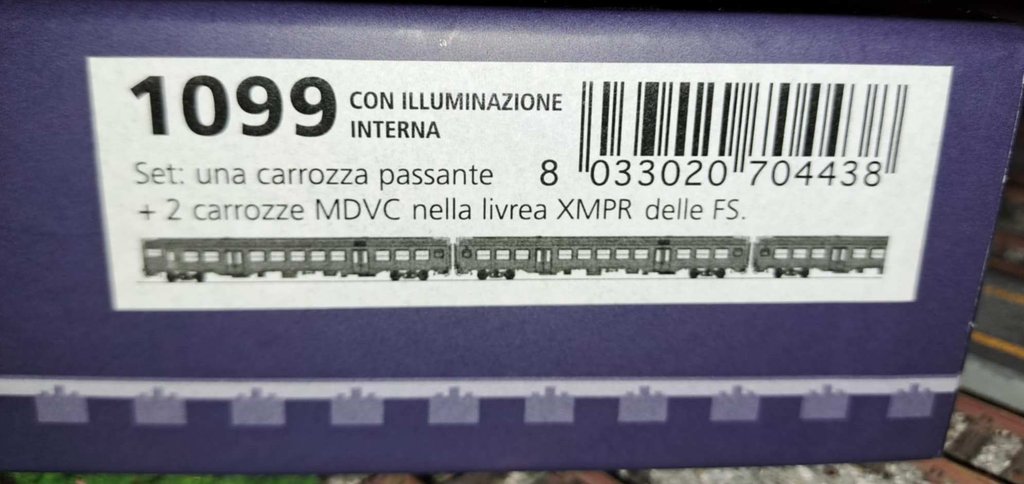 1099 CON ILLUMINAZIONE
INTERNA
Set: una carrozza passante
+ 2 carrozze MDVC nella livrea XMPR delle FS.
8 033020 704438